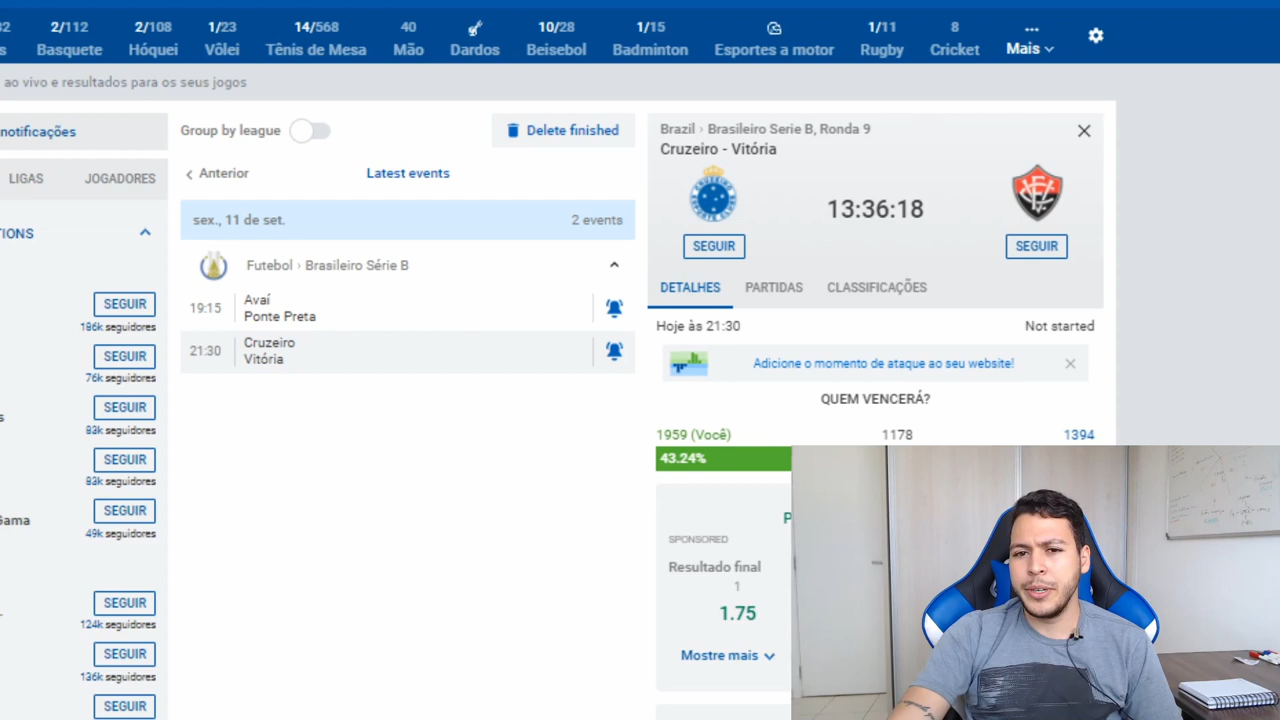 32 2/112 2/108 1/23 14/568 40 10/28 1/15 1/11 8 ...
s Basquete Hóquei Vôlei Tênis de Mesa Mão Dardos Beisebol Badminton Esportes a motor Rugby Cricket Mais
ao vivo e resultados para os seus jogos
notificações
LIGAS JOGADORES
TIONS
SEGUIR
186k seguidores
SEGUIR
76k seguidores
s
SEGUIR
83k seguidores
SEGUIR
83k seguidores
Gama
SEGUIR
49k seguidores
SEGUIR
124k seguidores
SEGUIR
136k seguidores
SEGUIR
Group by league Delete finished
Anterior Latest events
sex., 11 de set. 2 events
Futebol › Brasileiro Série B
19:15 Avaí
Ponte Preta
21:30 Cruzeiro
Vitória
Brazil › Brasileiro Serie B, Ronda 9
Cruzeiro - Vitória
13:36:18
SEGUIR SEGUIR
DETALHES PARTIDAS CLASSIFICAÇÕES
Hoje às 21:30 Not started
Adicione o momento de ataque ao seu website!
QUEM VENCERÁ?
1959 (Você) 1178 1394
43.24%
P
SPONSORED
Resultado final
1
1.75
Mostre mais